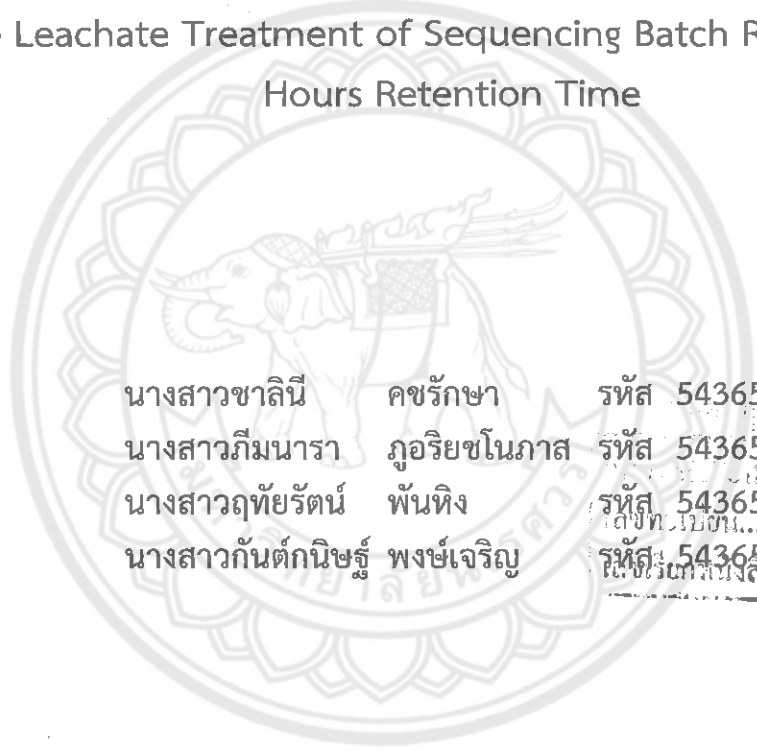 Leachate Treatment of Sequencing Batch R
Hours Retention Time
นางสาวชาลินี คชรักษา รหัส 54365
นางสาวภีมนารา ภูอริยชโนภาส รหัส 54365
นางสาวฤทัยรัตน์ พันหิง รหัส 54365
นางสาวกันต์กนิษฐ์ พงษ์เจริญ รหัส 54365